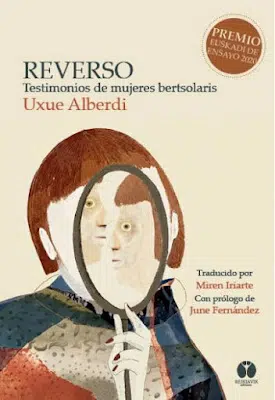 PREMIO
EUSKADI DE
ENSAYO 2020
REVERSO
Testimonios de mujeres bertsolaris
Uxue Alberdi
Traducido por
Miren Iriarte
Con prólogo de
June Fernández